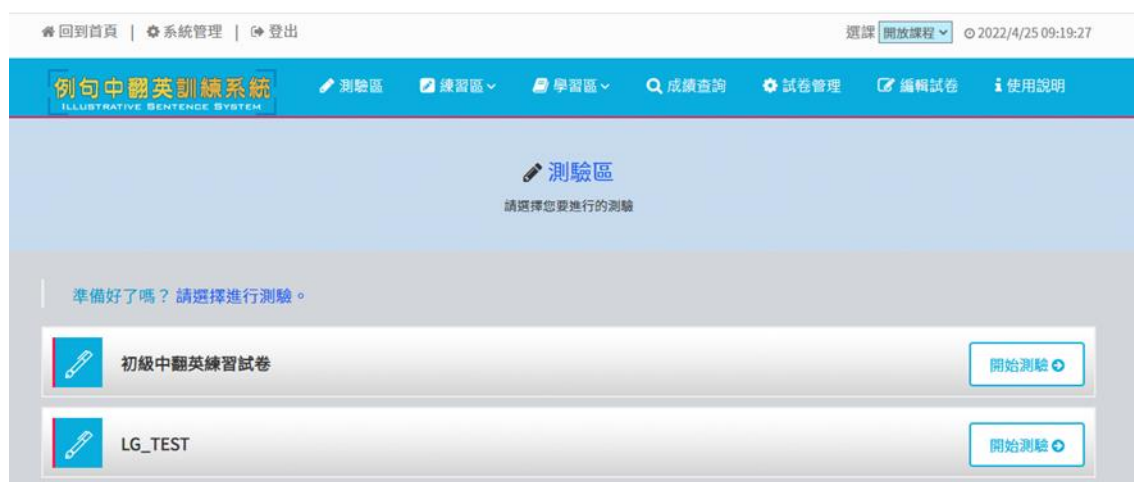 回到首頁 | 系統管理 | 登出 選課 開放課程 2022/4/25 09:19:27
例句中翻英訓練系統 測驗區 練習區 學習區 成績查詢 試卷管理 編輯試卷 使用說明
ILLUSTRATIVE SENTENCE SYSTEM
測驗區
請選擇您要進行的測驗
準備好了嗎？請選擇進行測驗。
初級中翻英練習試卷 開始測驗
LG_TEST 開始測驗